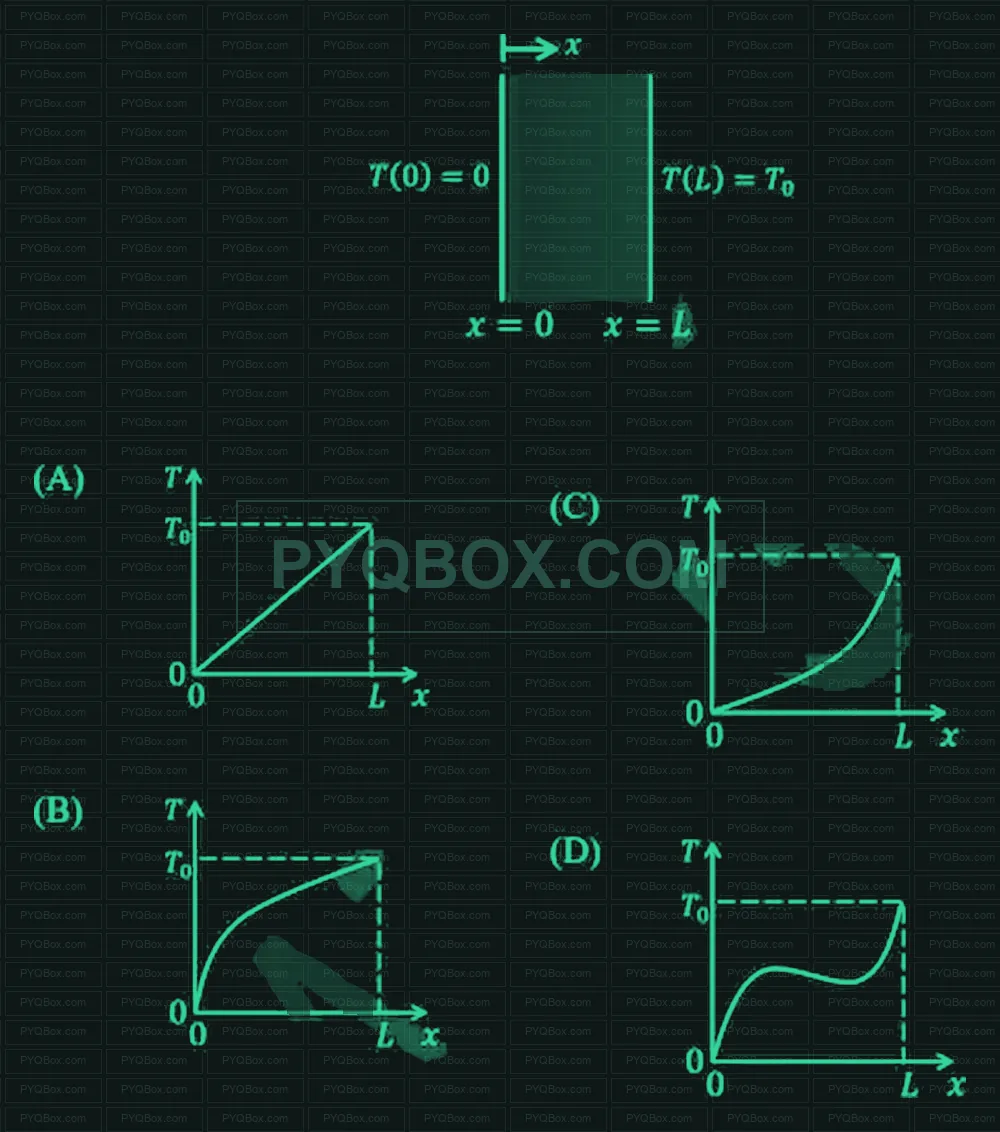 x
T(0) = 0
T(L) = T₀
x = 0 x = L
(A)
T
T₀
0
0 L x
(C)
T
T₀
0
0 L x
PYQBOX.COM
(B)
T
T₀
0
0 L x
(D)
T
T₀
0
0 L x